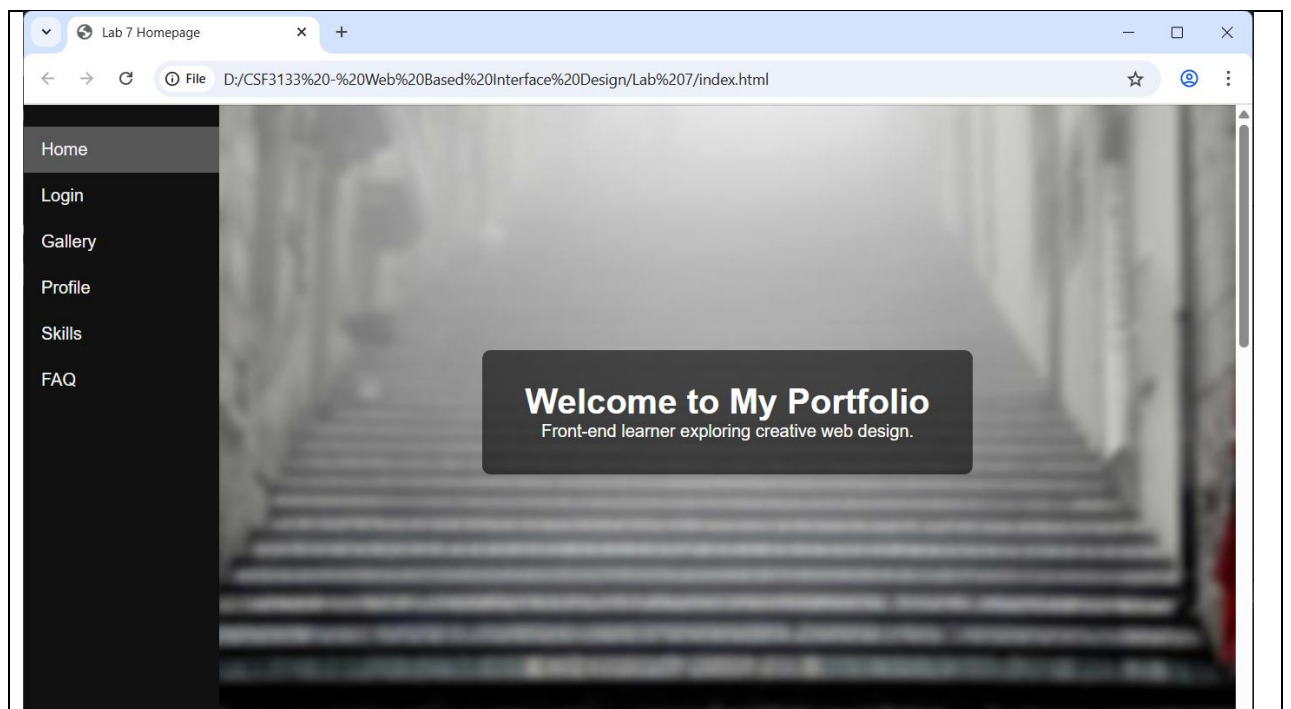 Lab 7 Homepage
File D:/CSF3133%20-%20Web%20Based%20Interface%20Design/Lab%207/index.html
Home
Login
Gallery
Profile
Skills
FAQ
Welcome to My Portfolio
Front-end learner exploring creative web design.